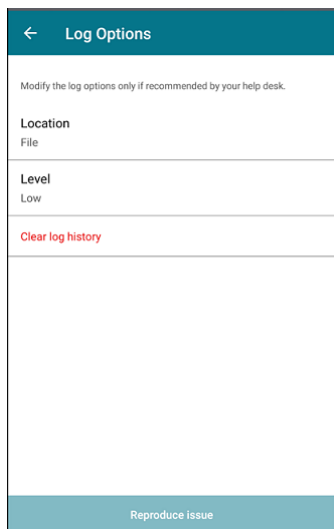 Log Options
Modify the log options only if recommended by your help desk.
Location
File
Level
Low
Clear log history
Reproduce issue